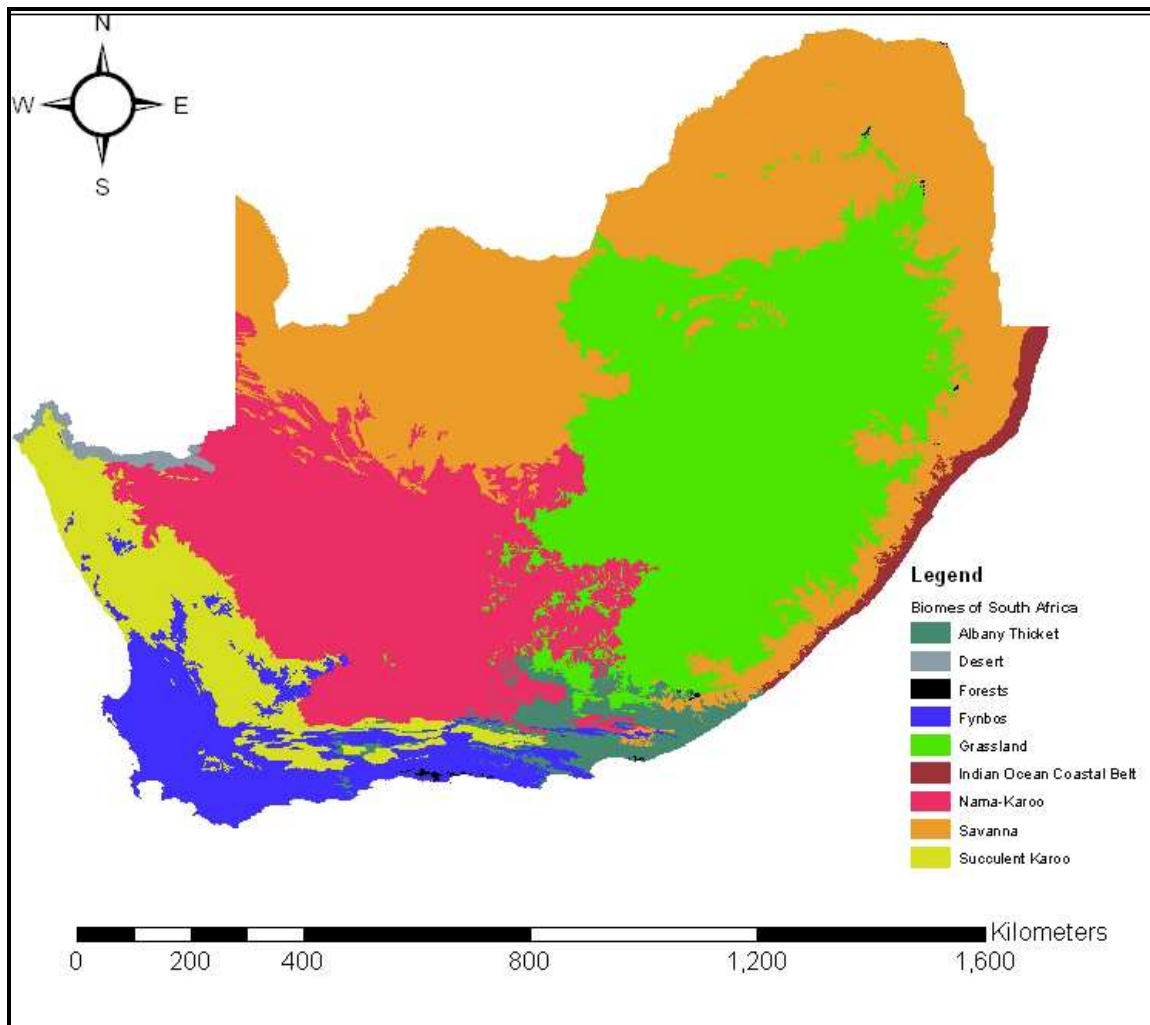 N
W E
S
Legend
Biomes of South Africa
Albany Thicket
Desert
Forests
Fynbos
Grassland
Indian Ocean Coastal Belt
Nama-Karoo
Savanna
Succulent Karoo
Kilometers
0 200 400 800 1,200 1,600